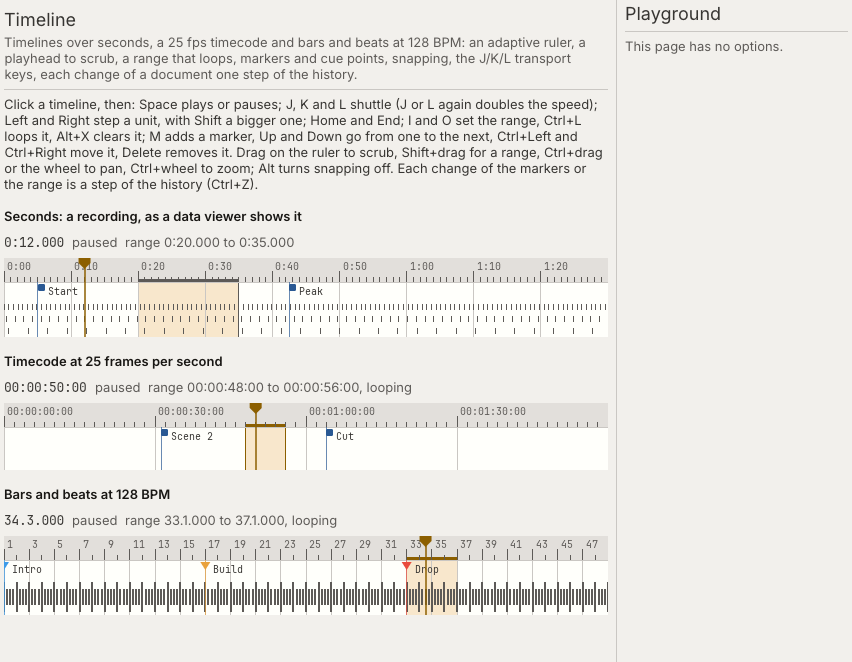 Timeline
Timelines over seconds, a 25 fps timecode and bars and beats at 128 BPM: an adaptive ruler, a
playhead to scrub, a range that loops, markers and cue points, snapping, the J/K/L transport
keys, each change of a document one step of the history.
Click a timeline, then: Space plays or pauses; J, K and L shuttle (J or L again doubles the speed);
Left and Right step a unit, with Shift a bigger one; Home and End; I and O set the range, Ctrl+L
loops it, Alt+X clears it; M adds a marker, Up and Down go from one to the next, Ctrl+Left and
Ctrl+Right move it, Delete removes it. Drag on the ruler to scrub, Shift+drag for a range, Ctrl+drag
or the wheel to pan, Ctrl+wheel to zoom; Alt turns snapping off. Each change of the markers or
the range is a step of the history (Ctrl+Z).
Seconds: a recording, as a data viewer shows it
0:12.000 paused range 0:20.000 to 0:35.000
0:00 0:10 0:20 0:30 0:40 0:50 1:00 1:10 1:20
Start Peak
Timecode at 25 frames per second
00:00:50:00 paused range 00:00:48:00 to 00:00:56:00, looping
00:00:00:00 00:00:30:00 00:01:00:00 00:01:30:00
Scene 2 Cut
Bars and beats at 128 BPM
34.3.000 paused range 33.1.000 to 37.1.000, looping
1 3 5 7 9 11 13 15 17 19 21 23 25 27 29 31 33 35 37 39 41 43 45 47
Intro Build Drop
Playground
This page has no options.